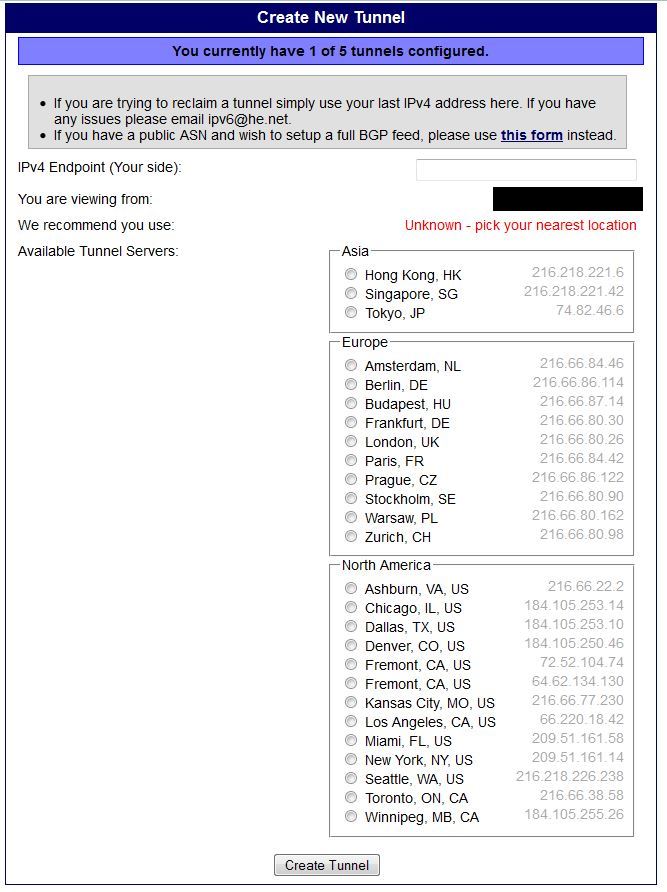 Create New Tunnel
You currently have 1 of 5 tunnels configured.
If you are trying to reclaim a tunnel simply use your last IPv4 address here. If you have
any issues please email ipv6@he.net.
If you have a public ASN and wish to setup a full BGP feed, please use this form instead.
IPv4 Endpoint (Your side):
You are viewing from:
We recommend you use: Unknown - pick your nearest location
Available Tunnel Servers:
Asia
Hong Kong, HK 216.218.221.6
Singapore, SG 216.218.221.42
Tokyo, JP 74.82.46.6
Europe
Amsterdam, NL 216.66.84.46
Berlin, DE 216.66.86.114
Budapest, HU 216.66.87.14
Frankfurt, DE 216.66.80.30
London, UK 216.66.80.26
Paris, FR 216.66.84.42
Prague, CZ 216.66.86.122
Stockholm, SE 216.66.80.90
Warsaw, PL 216.66.80.162
Zurich, CH 216.66.80.98
North America
Ashburn, VA, US 216.66.22.2
Chicago, IL, US 184.105.253.14
Dallas, TX, US 184.105.253.10
Denver, CO, US 184.105.250.46
Fremont, CA, US 72.52.104.74
Fremont, CA, US 64.62.134.130
Kansas City, MO, US 216.66.77.230
Los Angeles, CA, US 66.220.18.42
Miami, FL, US 209.51.161.58
New York, NY, US 209.51.161.14
Seattle, WA, US 216.218.226.238
Toronto, ON, CA 216.66.38.58
Winnipeg, MB, CA 184.105.255.26
Create Tunnel